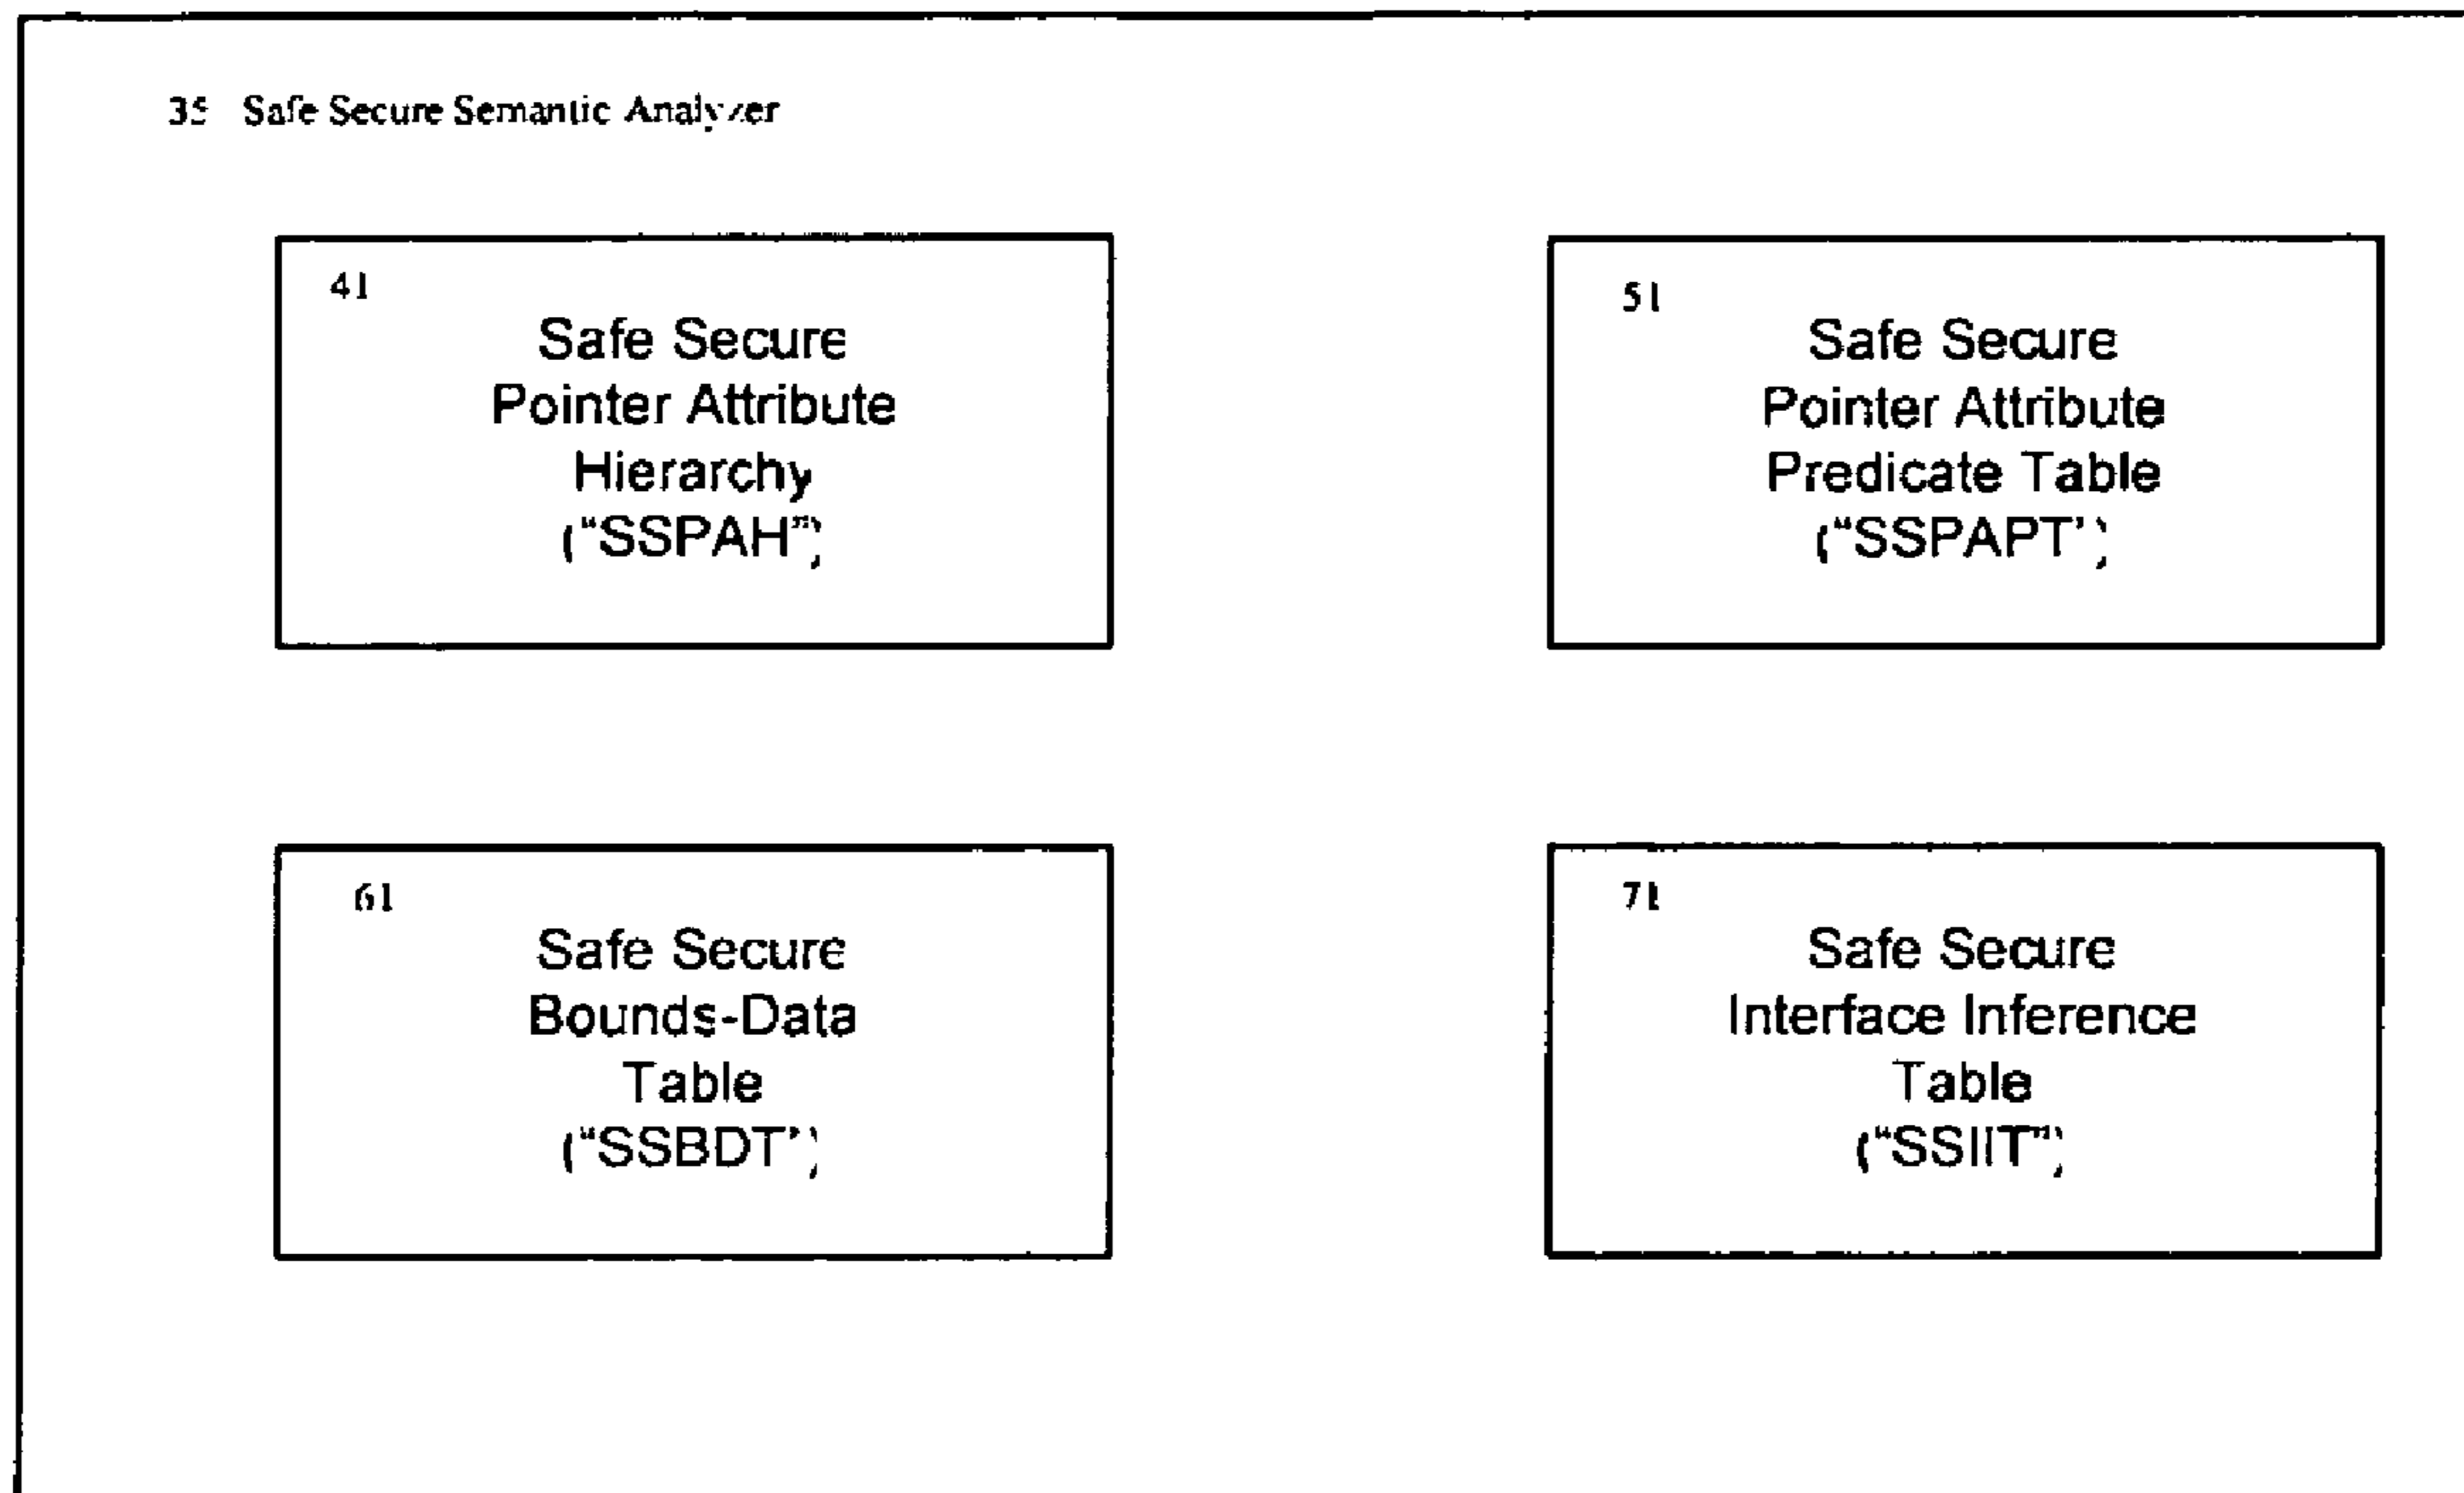 35 Safe Secure Semantic Analyzer
41
Safe Secure
Pointer Attribute
Hierarchy
("SSPAH")
51
Safe Secure
Pointer Attribute
Predicate Table
("SSPAPT")
61
Safe Secure
Bounds-Data
Table
("SSBDT")
71
Safe Secure
Interface Inference
Table
("SSIIT")